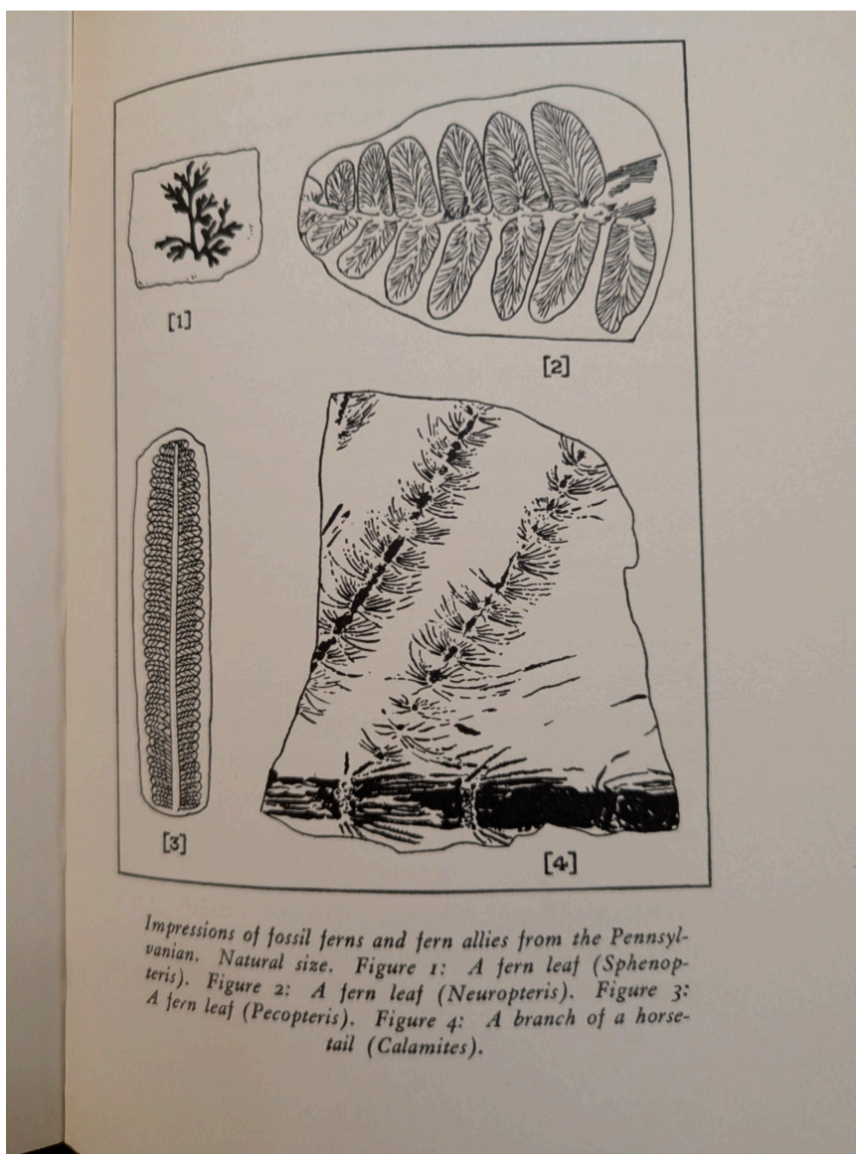 [1]
[2]
[3]
[4]
Impressions of fossil ferns and fern allies from the Pennsyl-
vanian. Natural size. Figure 1: A fern leaf (Sphenop-
teris). Figure 2: A fern leaf (Neuropteris). Figure 3:
A fern leaf (Pecopteris). Figure 4: A branch of a horse-
tail (Calamites).